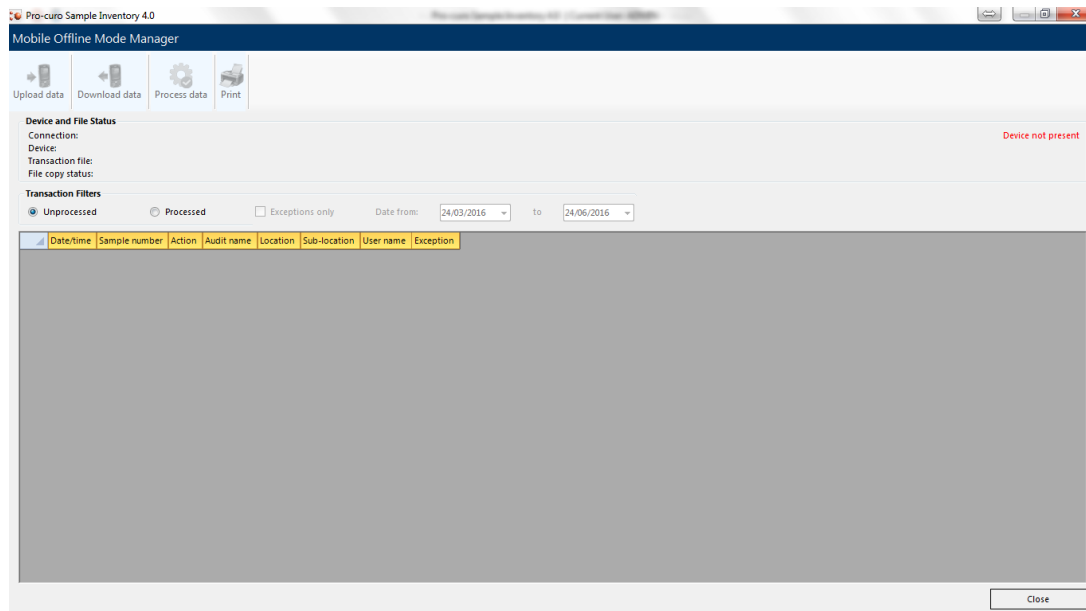 Pro-curo Sample Inventory 4.0
Mobile Offline Mode Manager
Upload data Download data Process data Print
Device and File Status
Connection: Device not present
Device:
Transaction file:
File copy status:
Transaction Filters
Unprocessed Processed Exceptions only Date from: 24/03/2016 to 24/06/2016
Date/time Sample number Action Audit name Location Sub-location User name Exception
Close